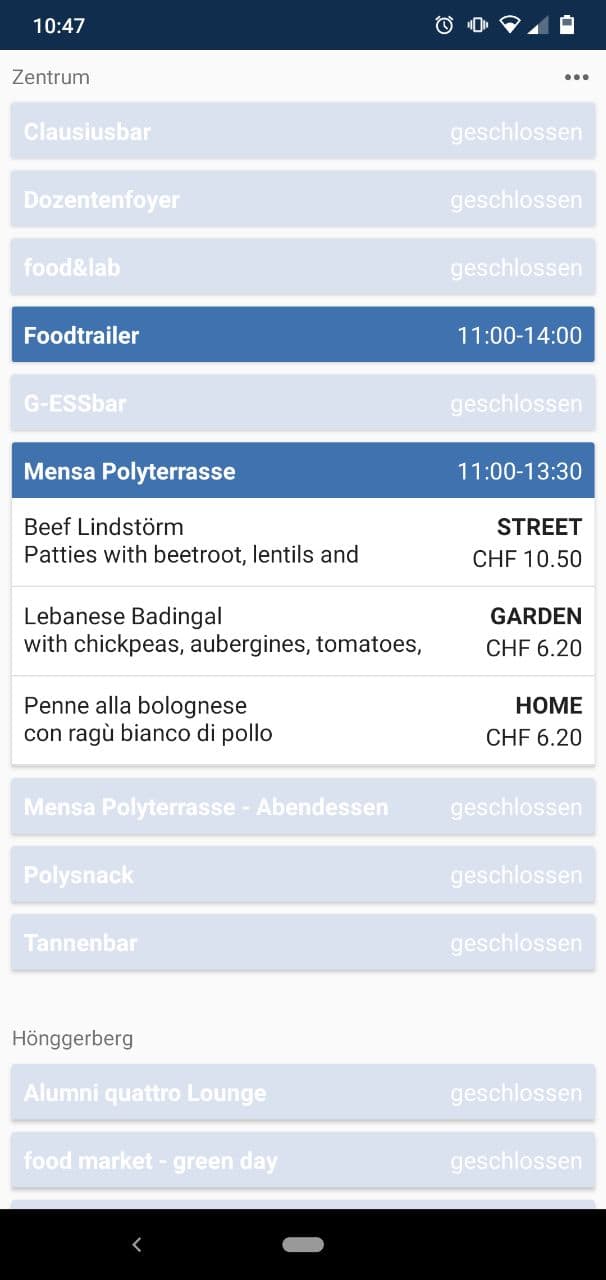 10:47
Zentrum
Clausiusbar geschlossen
Dozentenfoyer geschlossen
food&lab geschlossen
Foodtrailer 11:00-14:00
G-ESSbar geschlossen
Mensa Polyterrasse 11:00-13:30
Beef Lindstörm STREET
Patties with beetroot, lentils and CHF 10.50
Lebanese Badingal GARDEN
with chickpeas, aubergines, tomatoes, CHF 6.20
Penne alla bolognese HOME
con ragù bianco di pollo CHF 6.20
Mensa Polyterrasse - Abendessen geschlossen
Polysnack geschlossen
Tannenbar geschlossen
Hönggerberg
Alumni quattro Lounge geschlossen
food market - green day geschlossen